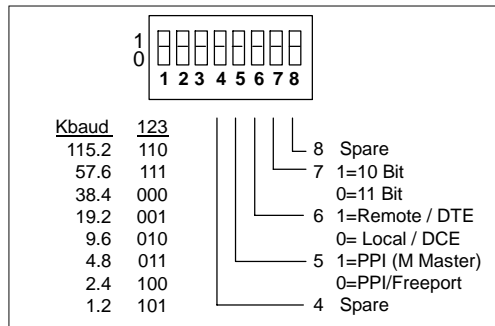 1
0
1 2 3 4 5 6 7 8
Kbaud 123
115.2 110
57.6 111
38.4 000
19.2 001
9.6 010
4.8 011
2.4 100
1.2 101
8 Spare
7 1=10 Bit
0=11 Bit
6 1=Remote / DTE
0= Local / DCE
5 1=PPI (M Master)
0=PPI/Freeport
4 Spare